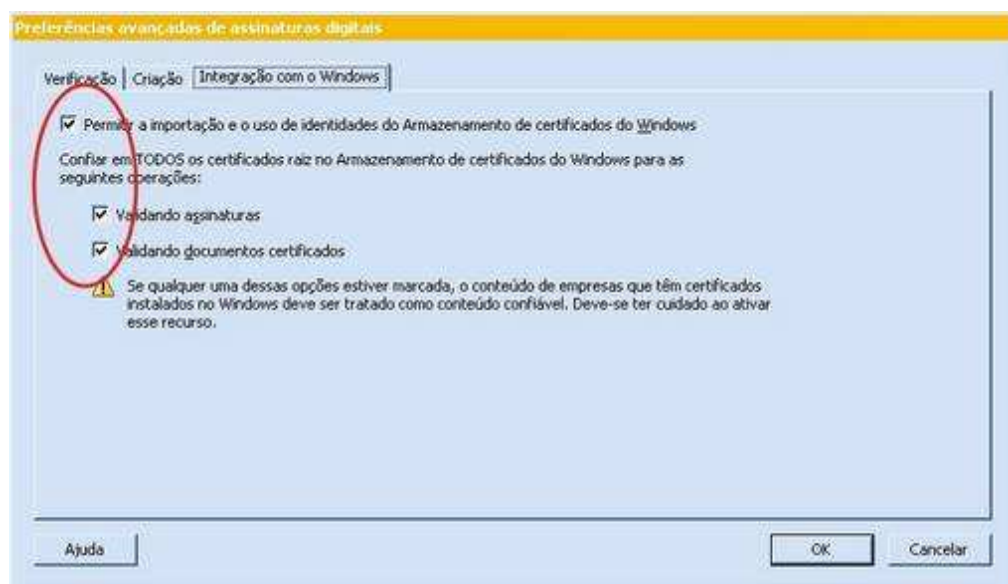 Preferências avançadas de assinaturas digitais
Verificação Criação Integração com o Windows
Permitir a importação e o uso de identidades do Armazenamento de certificados do Windows
Confiar em TODOS os certificados raiz no Armazenamento de certificados do Windows para as
seguintes operações:
Validando assinaturas
Validando documentos certificados
Se qualquer uma dessas opções estiver marcada, o conteúdo de empresas que têm certificados
instalados no Windows deve ser tratado como conteúdo confiável. Deve-se ter cuidado ao ativar
esse recurso.
Ajuda OK Cancelar